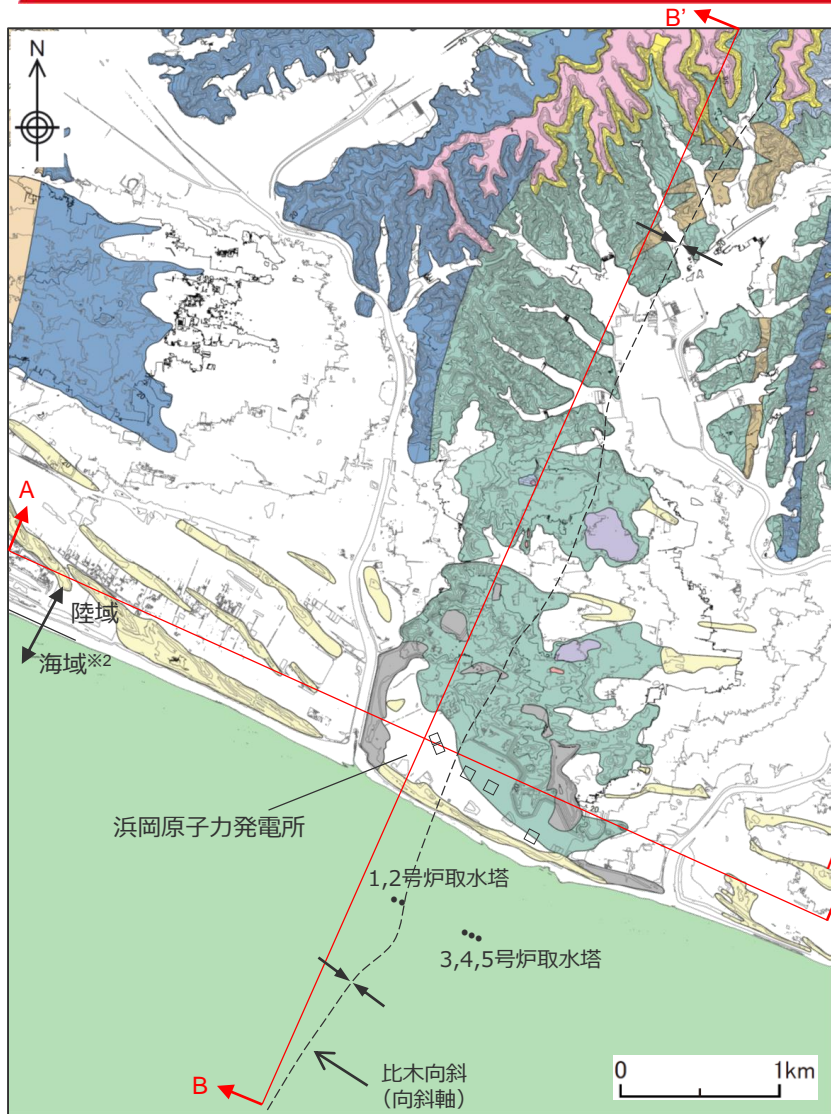 B'
N
A
陸域
海域※2
浜岡原子力発電所
1,2号炉取水塔
3,4,5号炉取水塔
B
比木向斜
(向斜軸)
0 1km